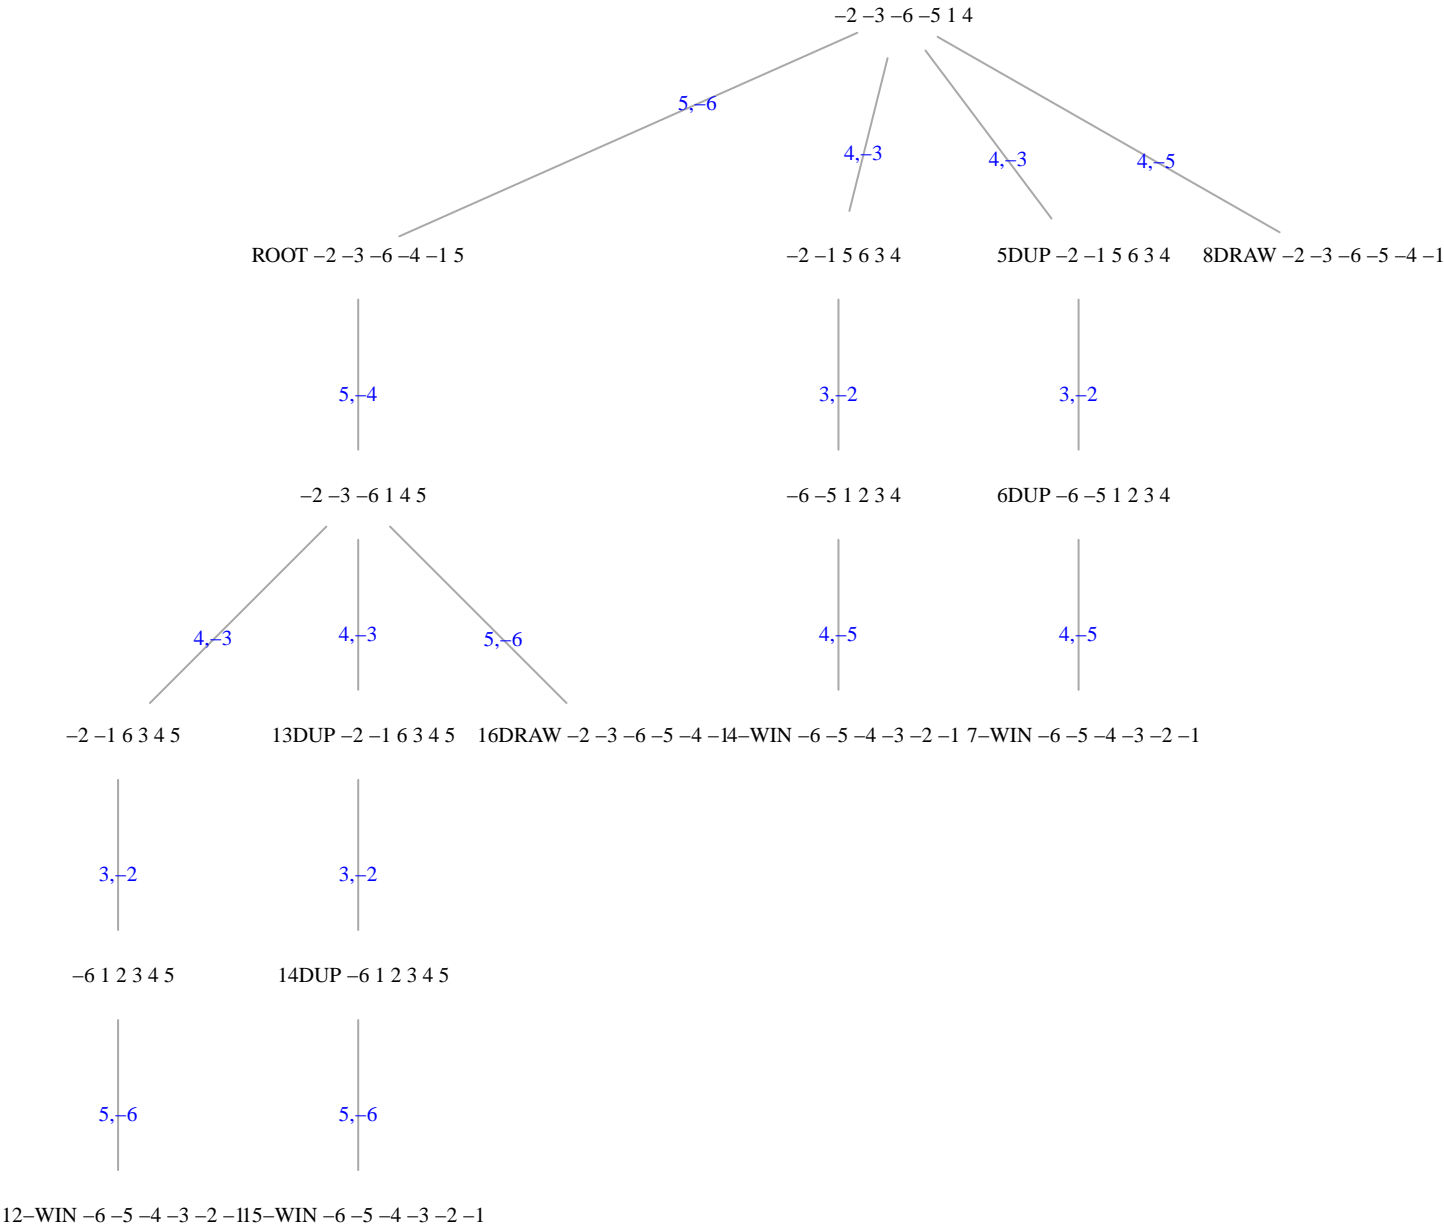 −2 −3 −6 −5 1 4
5,−6
4,−3
4,−3
4,−5
ROOT −2 −3 −6 −4 −1 5
−2 −1 5 6 3 4
5DUP −2 −1 5 6 3 4
8DRAW −2 −3 −6 −5 −4 −1
5,−4
3,−2
3,−2
−2 −3 −6 1 4 5
−6 −5 1 2 3 4
6DUP −6 −5 1 2 3 4
4,−3
4,−3
5,−6
4,−5
4,−5
−2 −1 6 3 4 5
13DUP −2 −1 6 3 4 5
16DRAW −2 −3 −6 −5 −4 −1
4−WIN −6 −5 −4 −3 −2 −1
7−WIN −6 −5 −4 −3 −2 −1
3,−2
3,−2
−6 1 2 3 4 5
14DUP −6 1 2 3 4 5
5,−6
5,−6
12−WIN −6 −5 −4 −3 −2 −1
15−WIN −6 −5 −4 −3 −2 −1